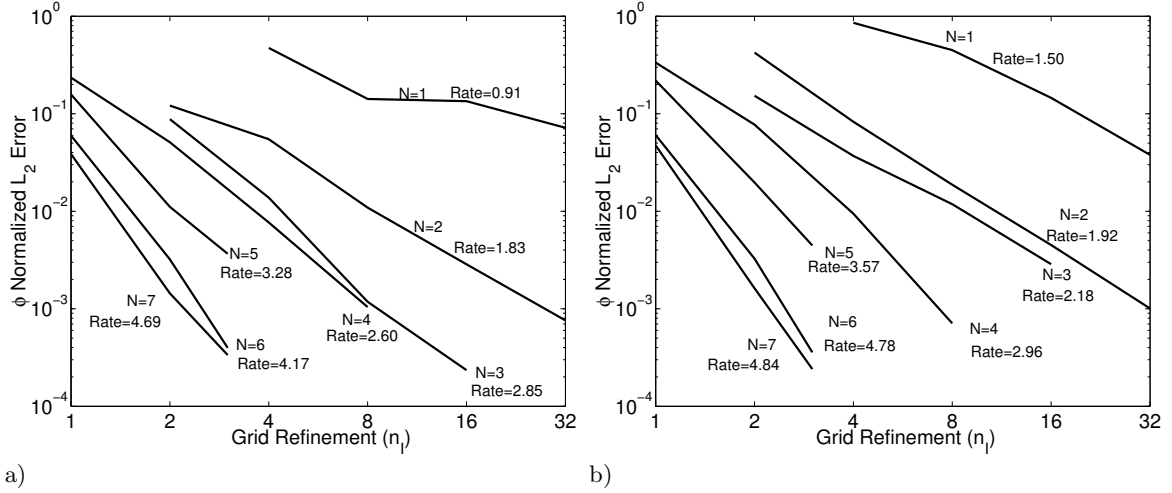 10^0
10^-1
10^-2
10^-3
10^-4
ϕ Normalized L_2 Error
1
2
4
8
16
32
Grid Refinement (n_l)
N=1
Rate=0.91
N=2
Rate=1.83
N=5
Rate=3.28
N=7
Rate=4.69
N=6
Rate=4.17
N=4
Rate=2.60
N=3
Rate=2.85
a)
10^0
10^-1
10^-2
10^-3
10^-4
ϕ Normalized L_2 Error
1
2
4
8
16
32
Grid Refinement (n_l)
N=1
Rate=1.50
N=2
Rate=1.92
N=5
Rate=3.57
N=3
Rate=2.18
N=6
Rate=4.78
N=4
Rate=2.96
N=7
Rate=4.84
b)